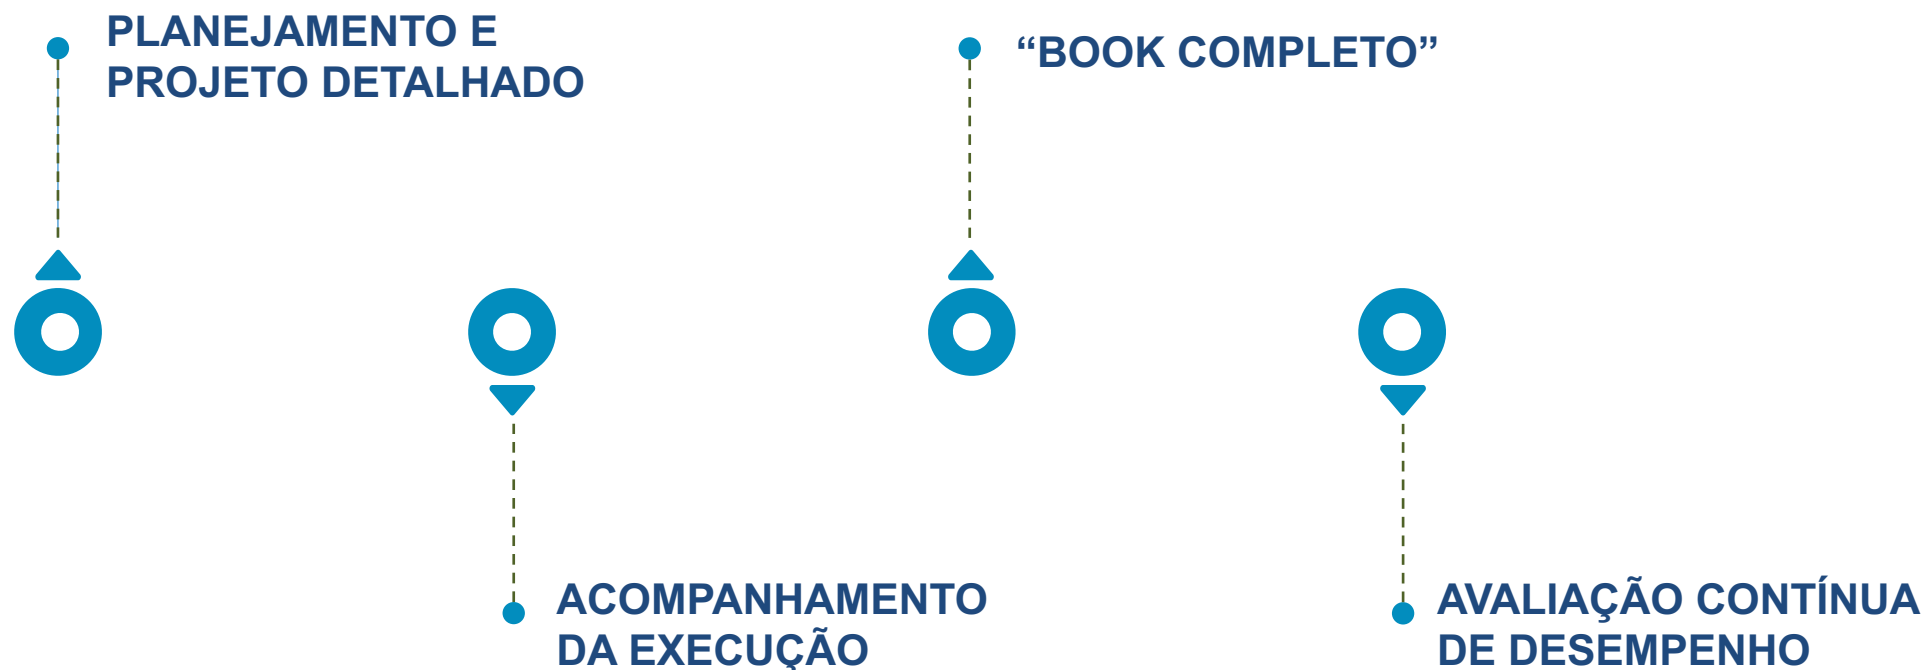 PLANEJAMENTO E
PROJETO DETALHADO
“BOOK COMPLETO”
ACOMPANHAMENTO
DA EXECUÇÃO
AVALIAÇÃO CONTÍNUA
DE DESEMPENHO